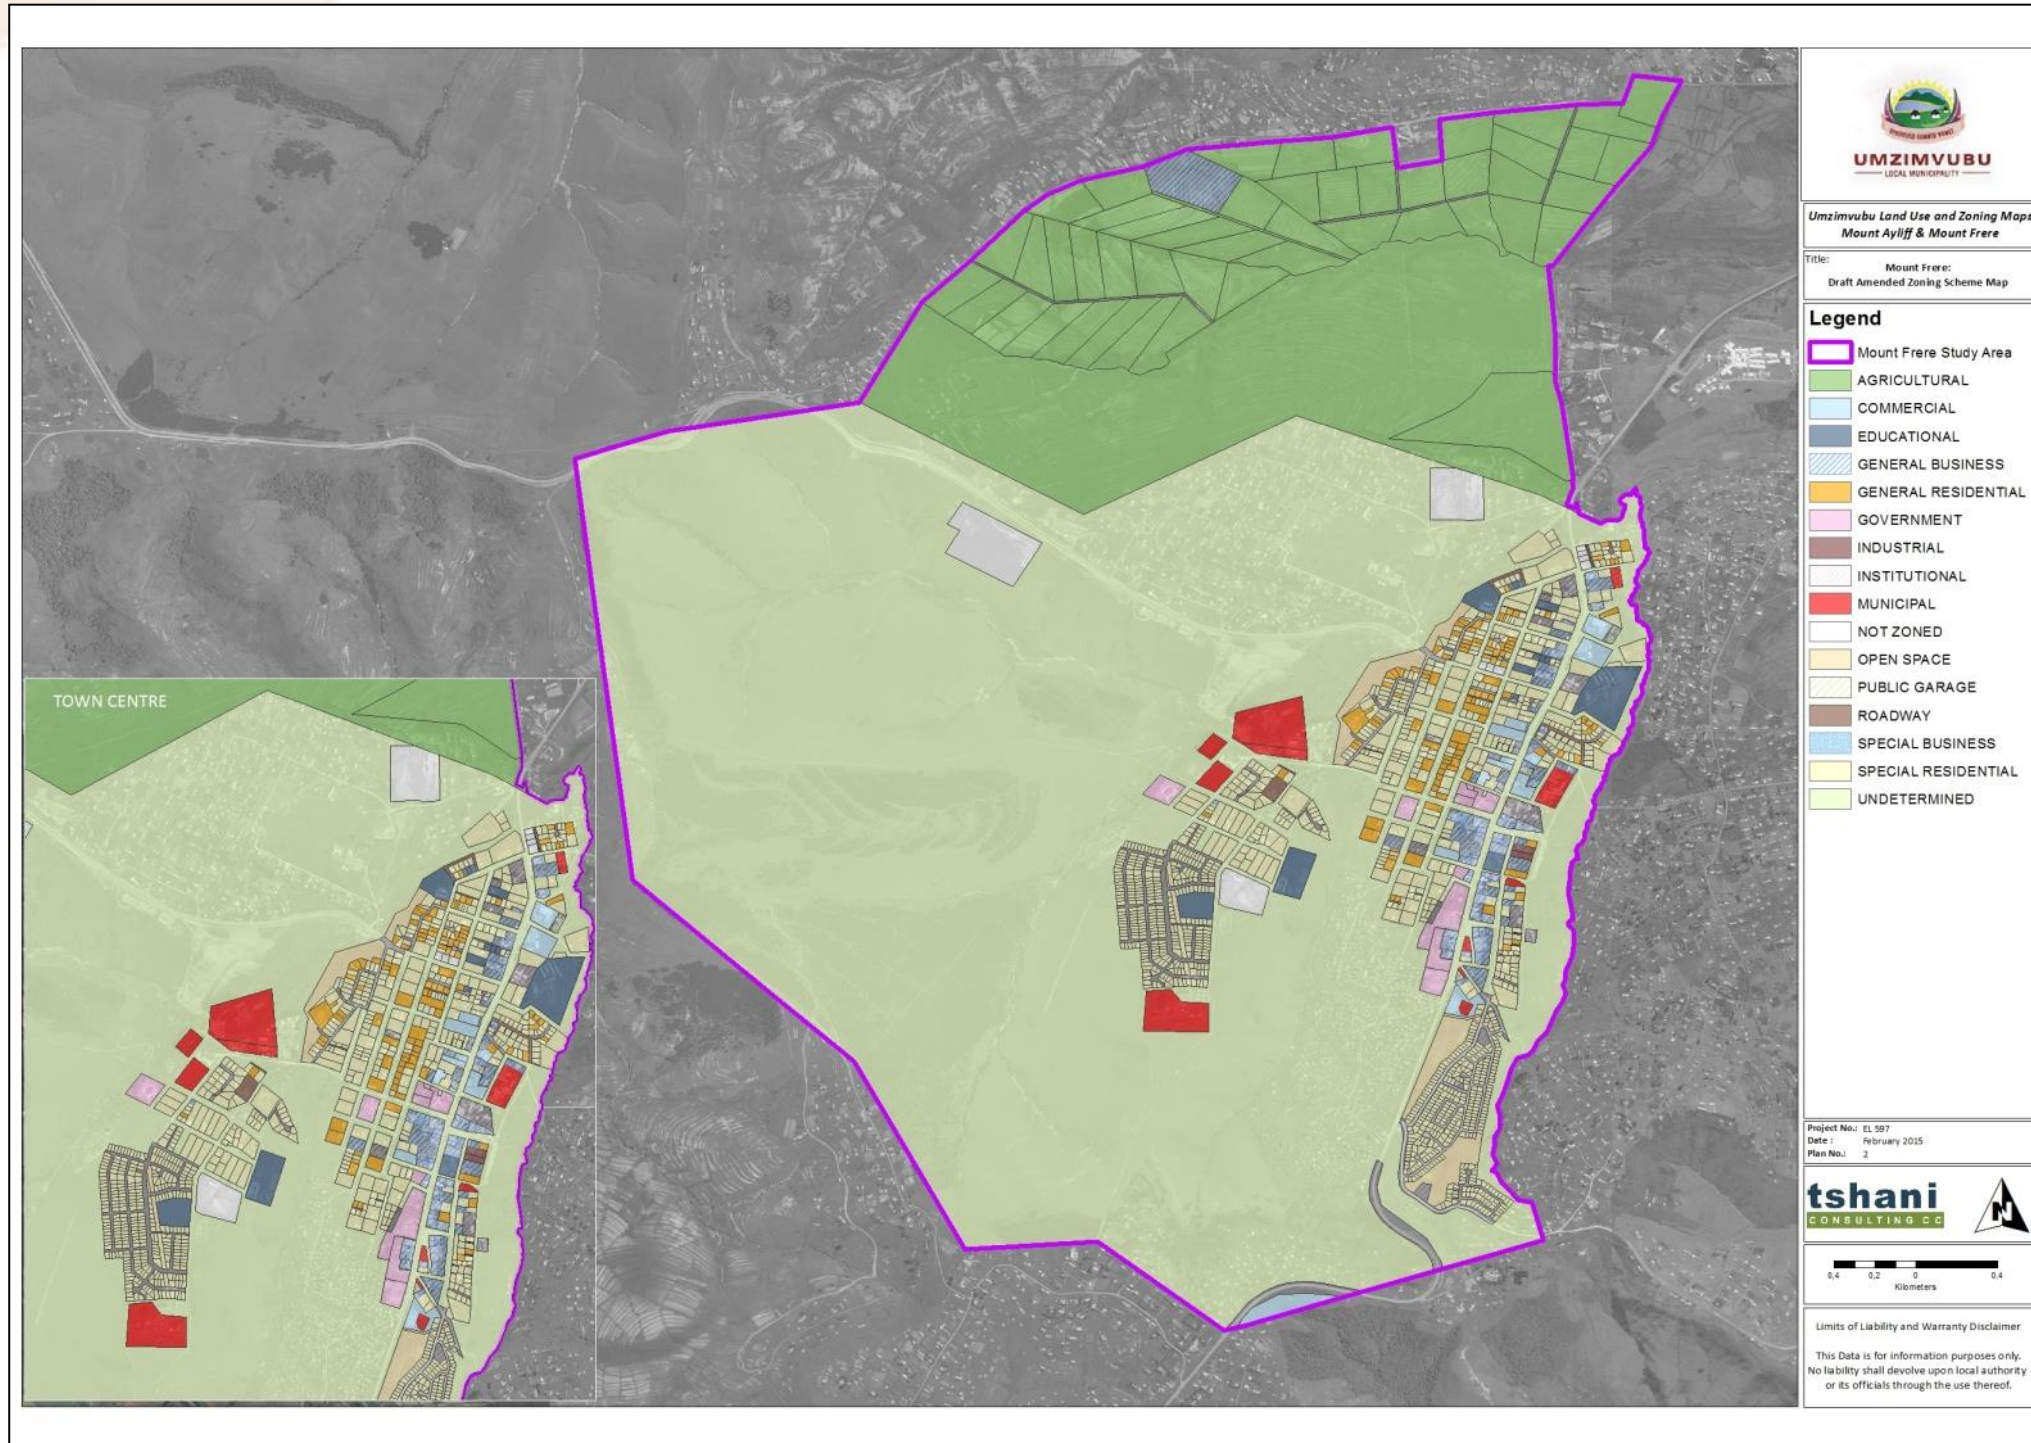 TOWN CENTRE
UMZIMVUBU
LOCAL MUNICIPALITY
Umzimvubu Land Use and Zoning Maps
Mount Ayliff & Mount Frere
Title:
Mount Frere:
Draft Amended Zoning Scheme Map
Legend
Mount Frere Study Area
AGRICULTURAL
COMMERCIAL
EDUCATIONAL
GENERAL BUSINESS
GENERAL RESIDENTIAL
GOVERNMENT
INDUSTRIAL
INSTITUTIONAL
MUNICIPAL
NOT ZONED
OPEN SPACE
PUBLIC GARAGE
ROADWAY
SPECIAL BUSINESS
SPECIAL RESIDENTIAL
UNDETERMINED
Project No.: EL 597
Date : February 2015
Plan No.: 2
tshani
CONSULTING CC
N
0,4 0,2 0 0,4
Kilometers
Limits of Liability and Warranty Disclaimer
This Data is for information purposes only.
No liability shall devolve upon local authority
or its officials through the use thereof.